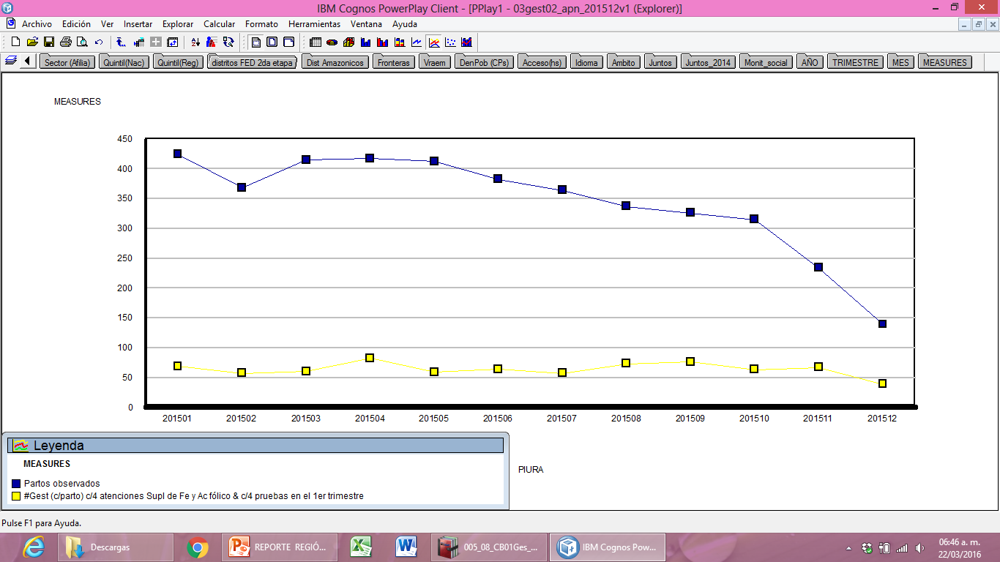 IBM Cognos PowerPlay Client - [PPlay1 - 03gest02_apn_201512v1 (Explorer)]
Archivo Edición Ver Insertar Explorar Calcular Formato Herramientas Ventana Ayuda
Sector (Afilia) Quintil(Nac) Quintil(Reg) distritos FED 2da etapa Dist Amazonicos Fronteras Vraem DenPob (CPs) Acceso(hs) Idioma Ambito Juntos Juntos_2014 Monit_social AÑO TRIMESTRE MES MEASURES
MEASURES
450
400
350
300
250
200
150
100
50
0
201501 201502 201503 201504 201505 201506 201507 201508 201509 201510 201511 201512
Leyenda
MEASURES
Partos observados
#Gest (c/parto) c/4 atenciones Supl de Fe y Ac fólico & c/4 pruebas en el 1er trimestre
PIURA
Pulse F1 para Ayuda.
Descargas REPORTE REGIÓ... 005_08_CB01Ges_... IBM Cognos Pow...
06:46 a. m.
22/03/2016